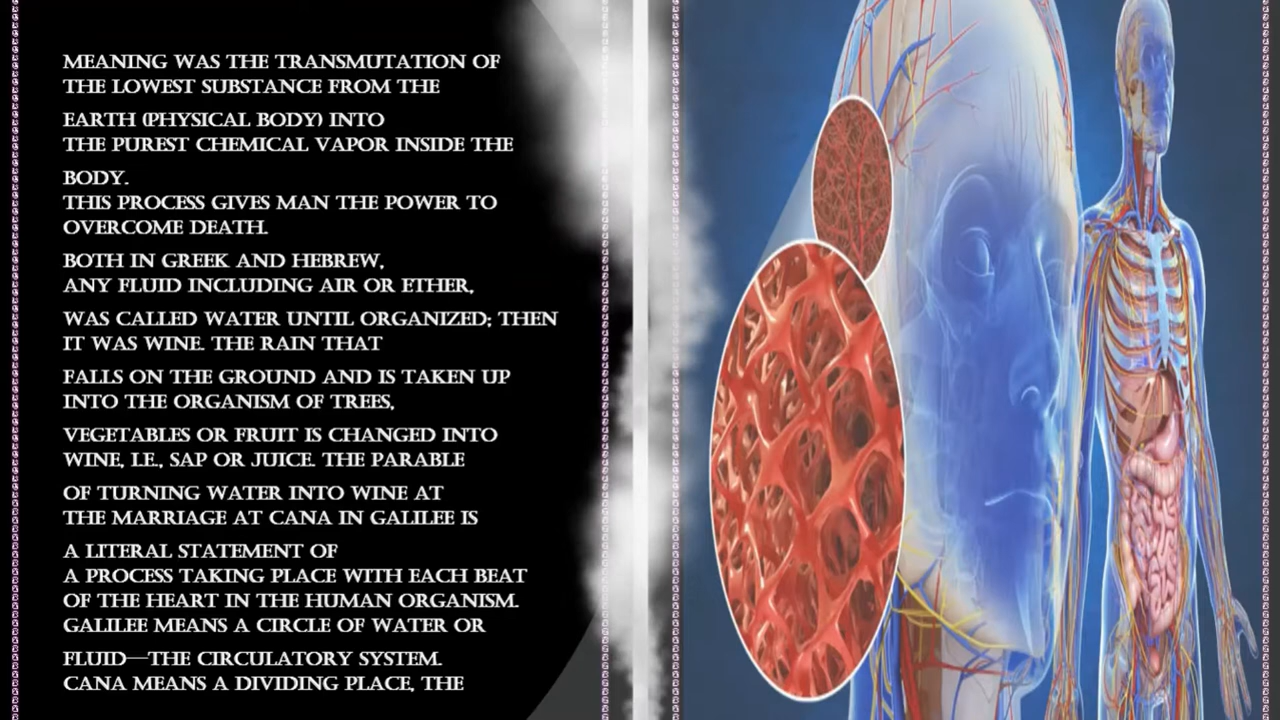 MEANING WAS THE TRANSMUTATION OF
THE LOWEST SUBSTANCE FROM THE
EARTH (PHYSICAL BODY) INTO
THE PUREST CHEMICAL VAPOR INSIDE THE
BODY.
THIS PROCESS GIVES MAN THE POWER TO
OVERCOME DEATH.
BOTH IN GREEK AND HEBREW,
ANY FLUID INCLUDING AIR OR ETHER,
WAS CALLED WATER UNTIL ORGANIZED; THEN
IT WAS WINE. THE RAIN THAT
FALLS ON THE GROUND AND IS TAKEN UP
INTO THE ORGANISM OF TREES,
VEGETABLES OR FRUIT IS CHANGED INTO
WINE, I.E., SAP OR JUICE. THE PARABLE
OF TURNING WATER INTO WINE AT
THE MARRIAGE AT CANA IN GALILEE IS
A LITERAL STATEMENT OF
A PROCESS TAKING PLACE WITH EACH BEAT
OF THE HEART IN THE HUMAN ORGANISM.
GALILEE MEANS A CIRCLE OF WATER OR
FLUID—THE CIRCULATORY SYSTEM.
CANA MEANS A DIVIDING PLACE, THE